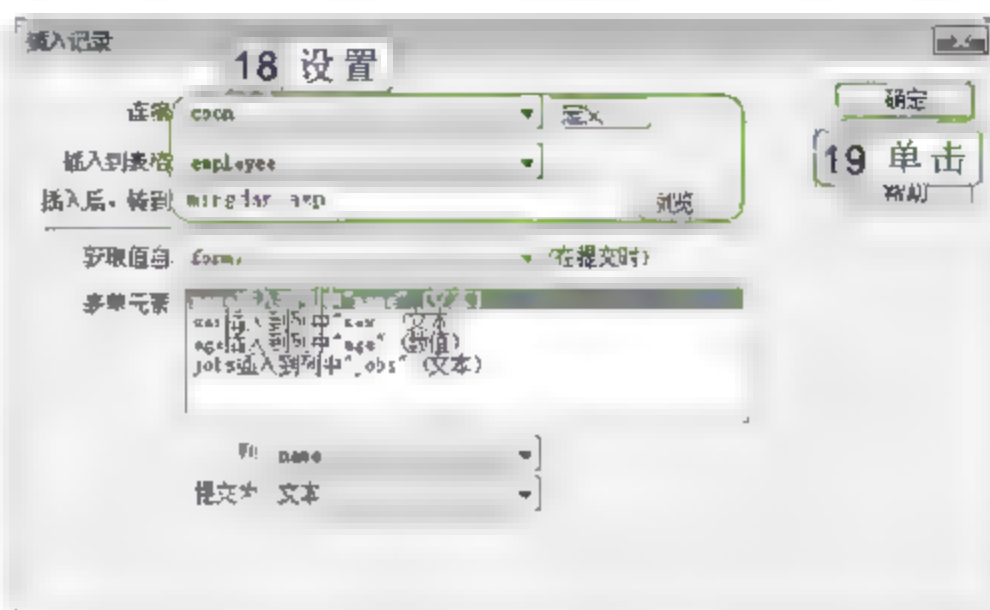 插入记录
18 设置
连接 conn 定义
确定
插入到表格 employee
19 单击
插入后，转到 浏览
帮助
获取值自 (在提交时)
表单元素
sex插入到列中"sex" (文本
age插入到列中"age" (数值)
jobs插入到列中"jobs" (文本)
列 name
提交为 文本